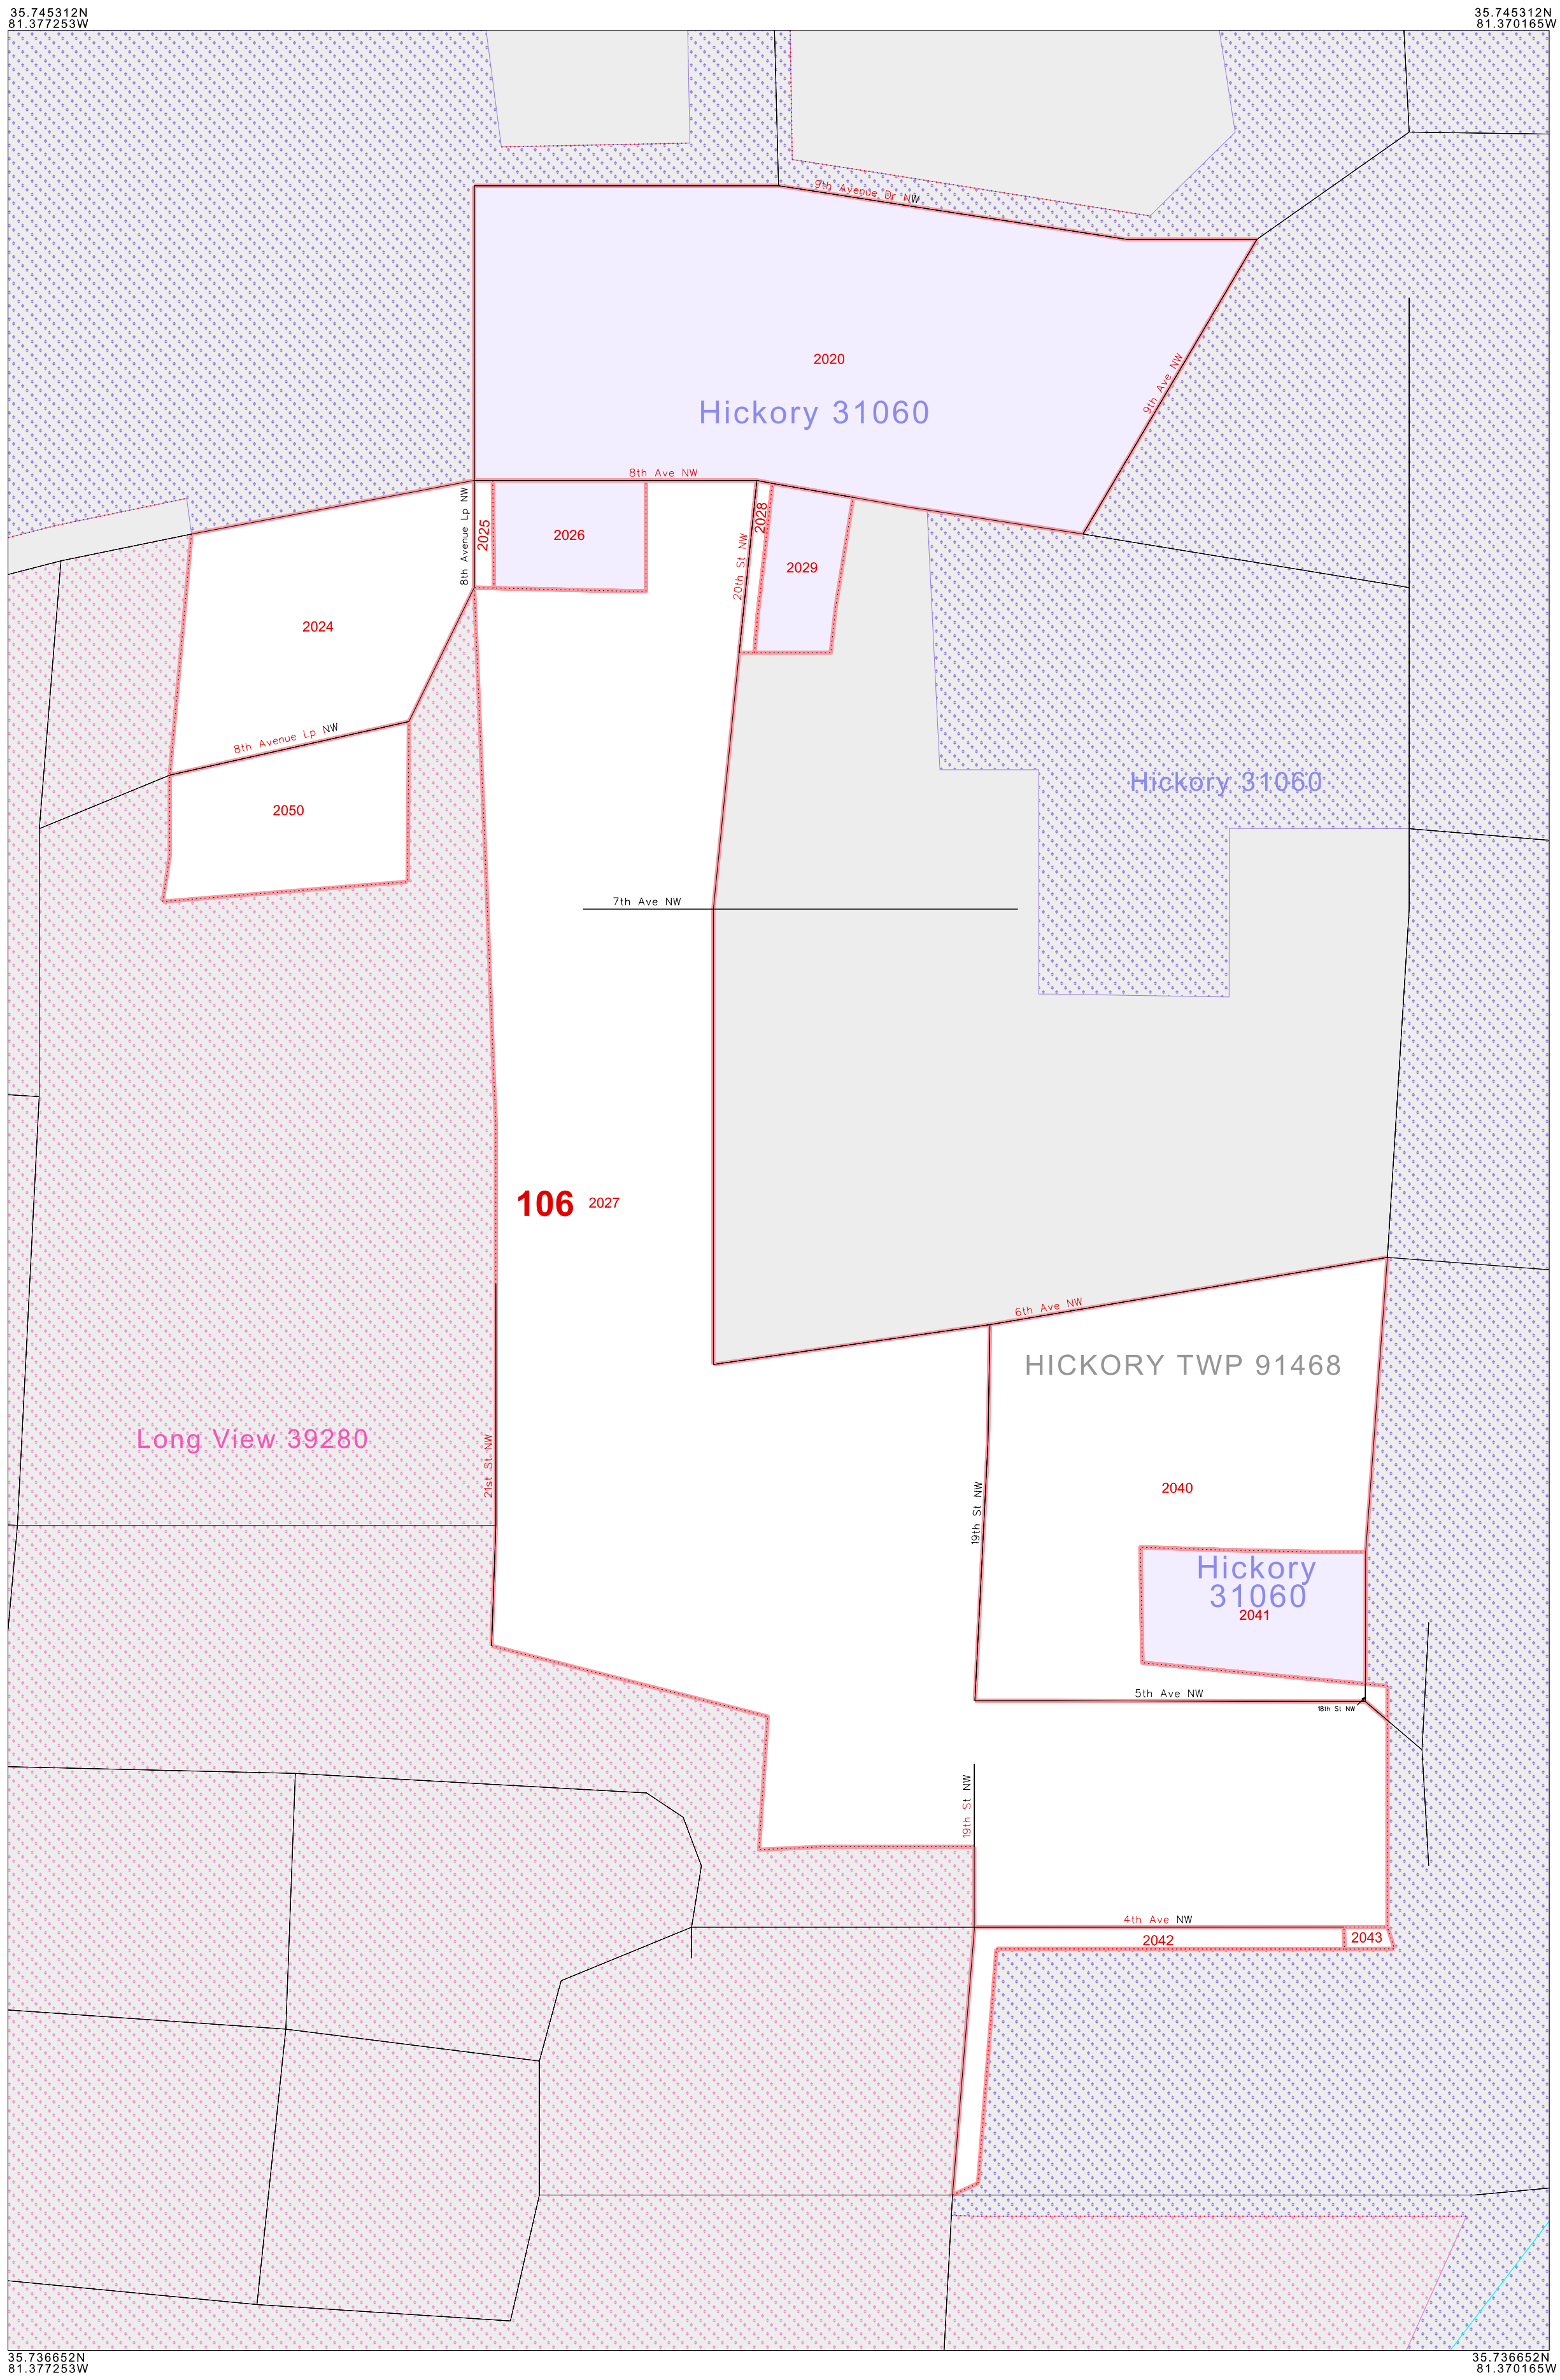 35.745312N
81.377253W
35.745312N
81.370165W
9th Avenue Dr NW
2020
9th Ave NW
Hickory 31060
8th Ave NW
8th Avenue Lp NW
2025
2026
2028
20th St NW
2029
2024
8th Avenue Lp NW
Hickory 31060
2050
7th Ave NW
106
2027
6th Ave NW
HICKORY TWP 91468
Long View 39280
21st St NW
19th St NW
2040
Hickory
31060
2041
5th Ave NW
18th St NW
19th St NW
4th Ave NW
2042
2043
35.736652N
81.377253W
35.736652N
81.370165W